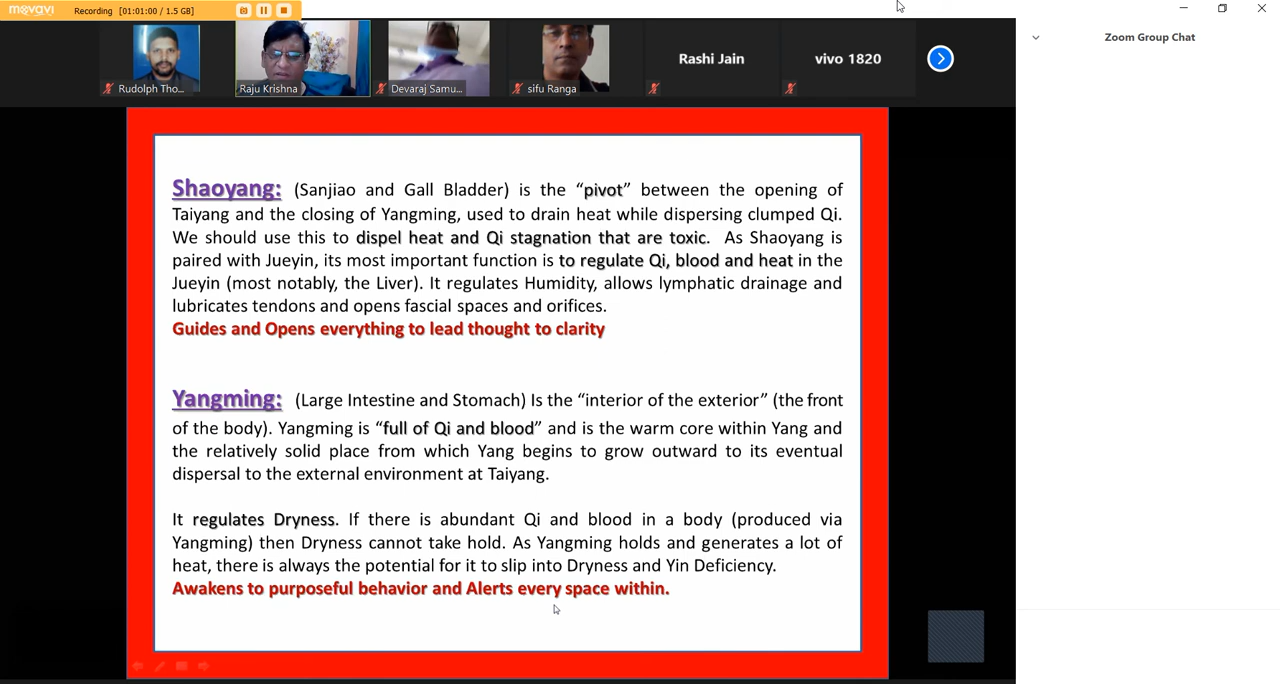 movavi Recording [01:01:00 / 1.5 GB]
Zoom Group Chat
Rashi Jain
vivo 1820
Rudolph Tho...
Raju Krishna
Devaraj Samu...
sifu Ranga
Shaoyang: (Sanjiao and Gall Bladder) is the “pivot” between the opening of
Taiyang and the closing of Yangming, used to drain heat while dispersing clumped Qi.
We should use this to dispel heat and Qi stagnation that are toxic. As Shaoyang is
paired with Jueyin, its most important function is to regulate Qi, blood and heat in the
Jueyin (most notably, the Liver). It regulates Humidity, allows lymphatic drainage and
lubricates tendons and opens fascial spaces and orifices.
Guides and Opens everything to lead thought to clarity
Yangming: (Large Intestine and Stomach) Is the “interior of the exterior” (the front
of the body). Yangming is “full of Qi and blood” and is the warm core within Yang and
the relatively solid place from which Yang begins to grow outward to its eventual
dispersal to the external environment at Taiyang.
It regulates Dryness. If there is abundant Qi and blood in a body (produced via
Yangming) then Dryness cannot take hold. As Yangming holds and generates a lot of
heat, there is always the potential for it to slip into Dryness and Yin Deficiency.
Awakens to purposeful behavior and Alerts every space within.